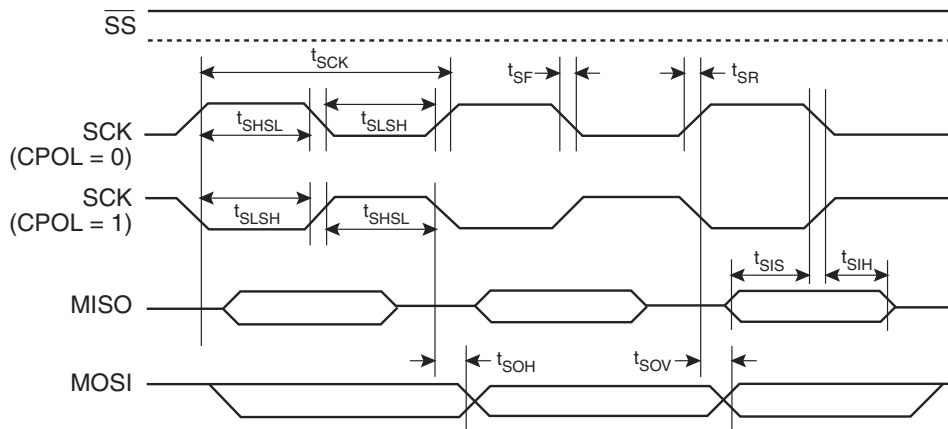 SS
tSCK
tSF
tSR
SCK
(CPOL = 0)
tSHSL
tSLSH
SCK
(CPOL = 1)
tSLSH
tSHSL
tSIS
tSIH
MISO
tSOH
tSOV
MOSI